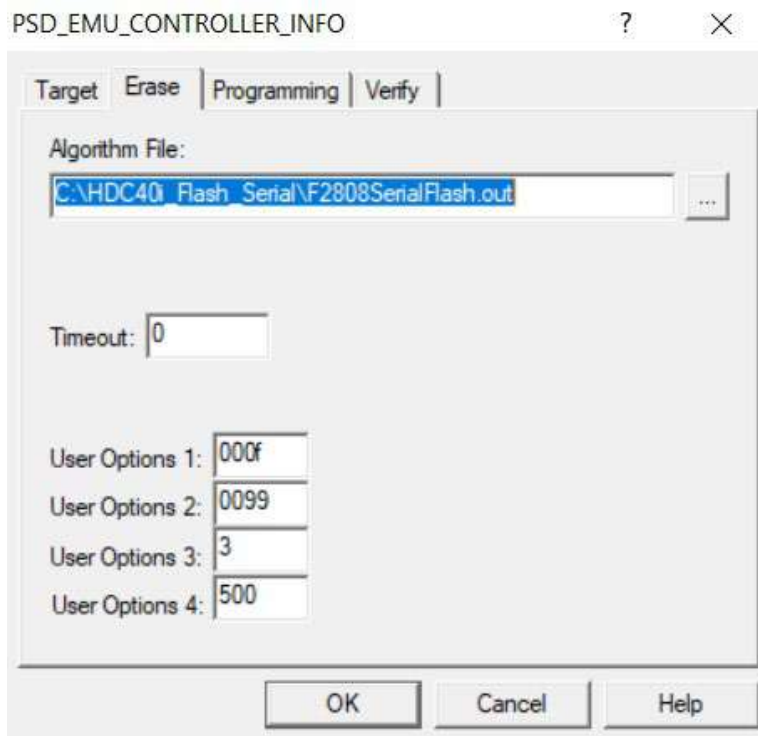 PSD_EMU_CONTROLLER_INFO ? ×
Target Erase Programming Verify
Algorithm File:
C:\HDC40i_Flash_Serial\F2808SerialFlash.out ...
Timeout: 0
User Options 1: 000f
User Options 2: 0099
User Options 3: 3
User Options 4: 500
OK Cancel Help